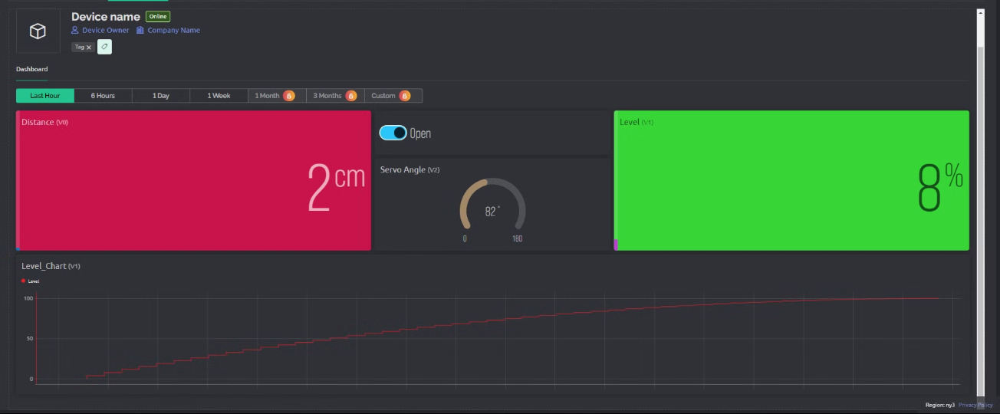 Device name Online
Device Owner Company Name
Tag
Dashboard
Last Hour 6 Hours 1 Day 1 Week 1 Month 3 Months Custom
Distance (V0)
2 cm
Open
Servo Angle (V2)
82 °
0 180
Level (V1)
8 %
Level_Chart (V1)
Level
100
50
0
Region: ny3 Privacy Policy